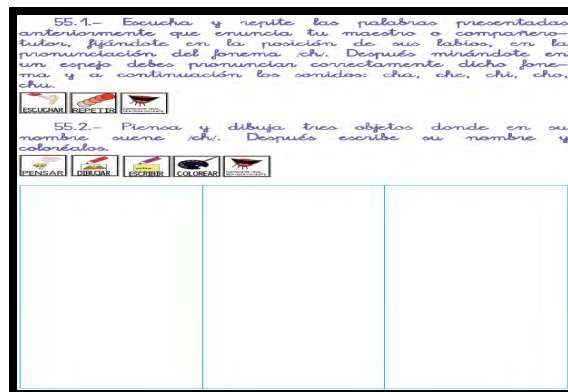 55.1.- Escucha y repite las palabras presentadas
anteriormente que enuncia tu maestro o compañero-
tutor, fijándote en la posición de sus labios, en la
pronunciación del fonema /ch/. Después mirándote en
un espejo debes pronunciar correctamente dicho fone-
ma y a continuación los sonidos: cha, che, chi, cho,
chu.
ESCUCHAR REPETIR
55.2.- Piensa y dibuja tres objetos donde en su
nombre suene /ch/. Después escribe su nombre y
coloréalos.
PENSAR DIBUJAR ESCRIBIR COLOREAR